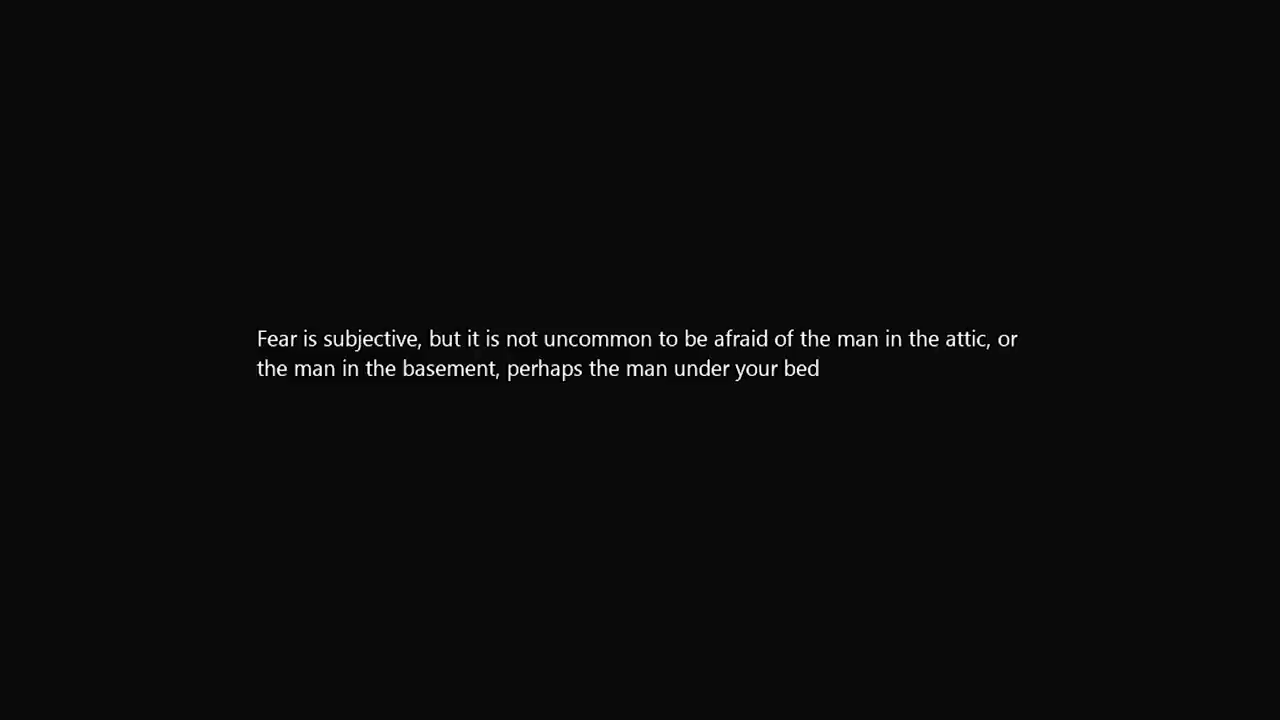 Fear is subjective, but it is not uncommon to be afraid of the man in the attic, or
the man in the basement, perhaps the man under your bed